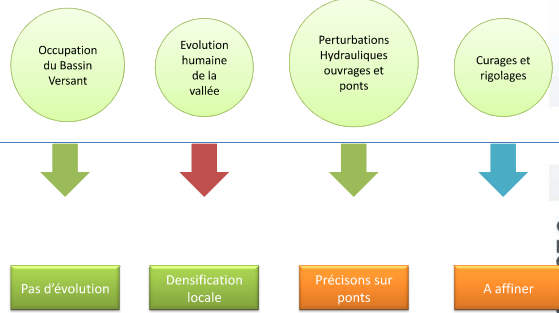 Occupation
du Bassin
Versant
Evolution
humaine
de la
vallée
Perturbations
Hydrauliques
ouvrages et
ponts
Curages et
rigolages
Pas d'évolution
Densification
locale
Précisons sur
ponts
A affiner